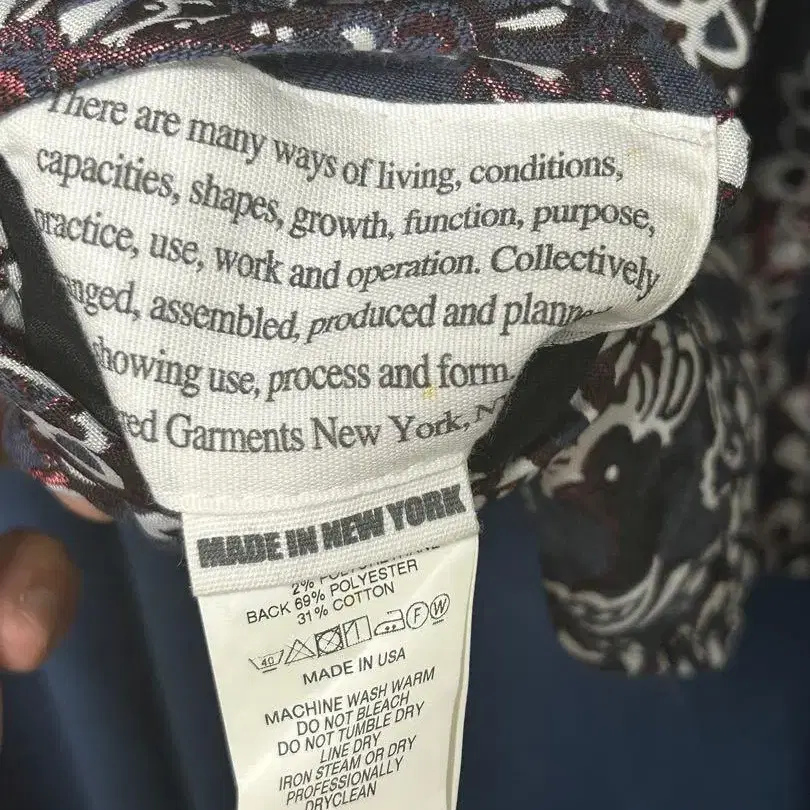 There are many ways of living, conditions,
capacities, shapes, growth, function, purpose,
practice, use, work and operation. Collectively
assembled, produced and
showing use, process and form.
Garments New York,
MADE IN NEW YORK
2%
BACK 69% POLYESTER
31% COTTON
40 F W
MADE IN USA
MACHINE WASH WARM
DO NOT BLEACH
DO NOT TUMBLE DRY
LINE DRY
IRON STEAM OR DRY
PROFESSIONALLY
DRYCLEAN